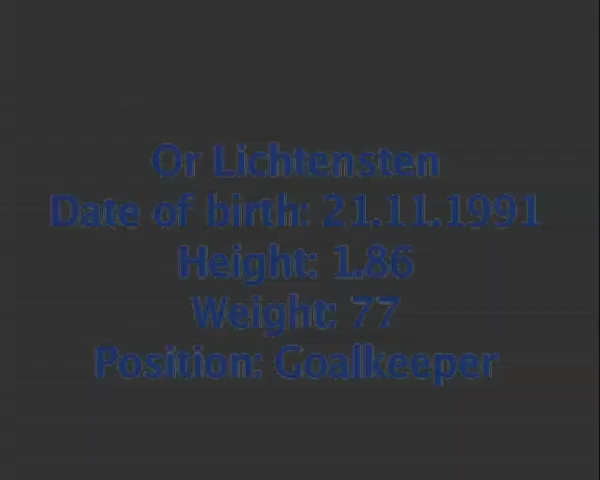 Or Lichtensten
Date of birth: 21.11.1991
Height: 1.86
Weight: 77
Position: Goalkeeper